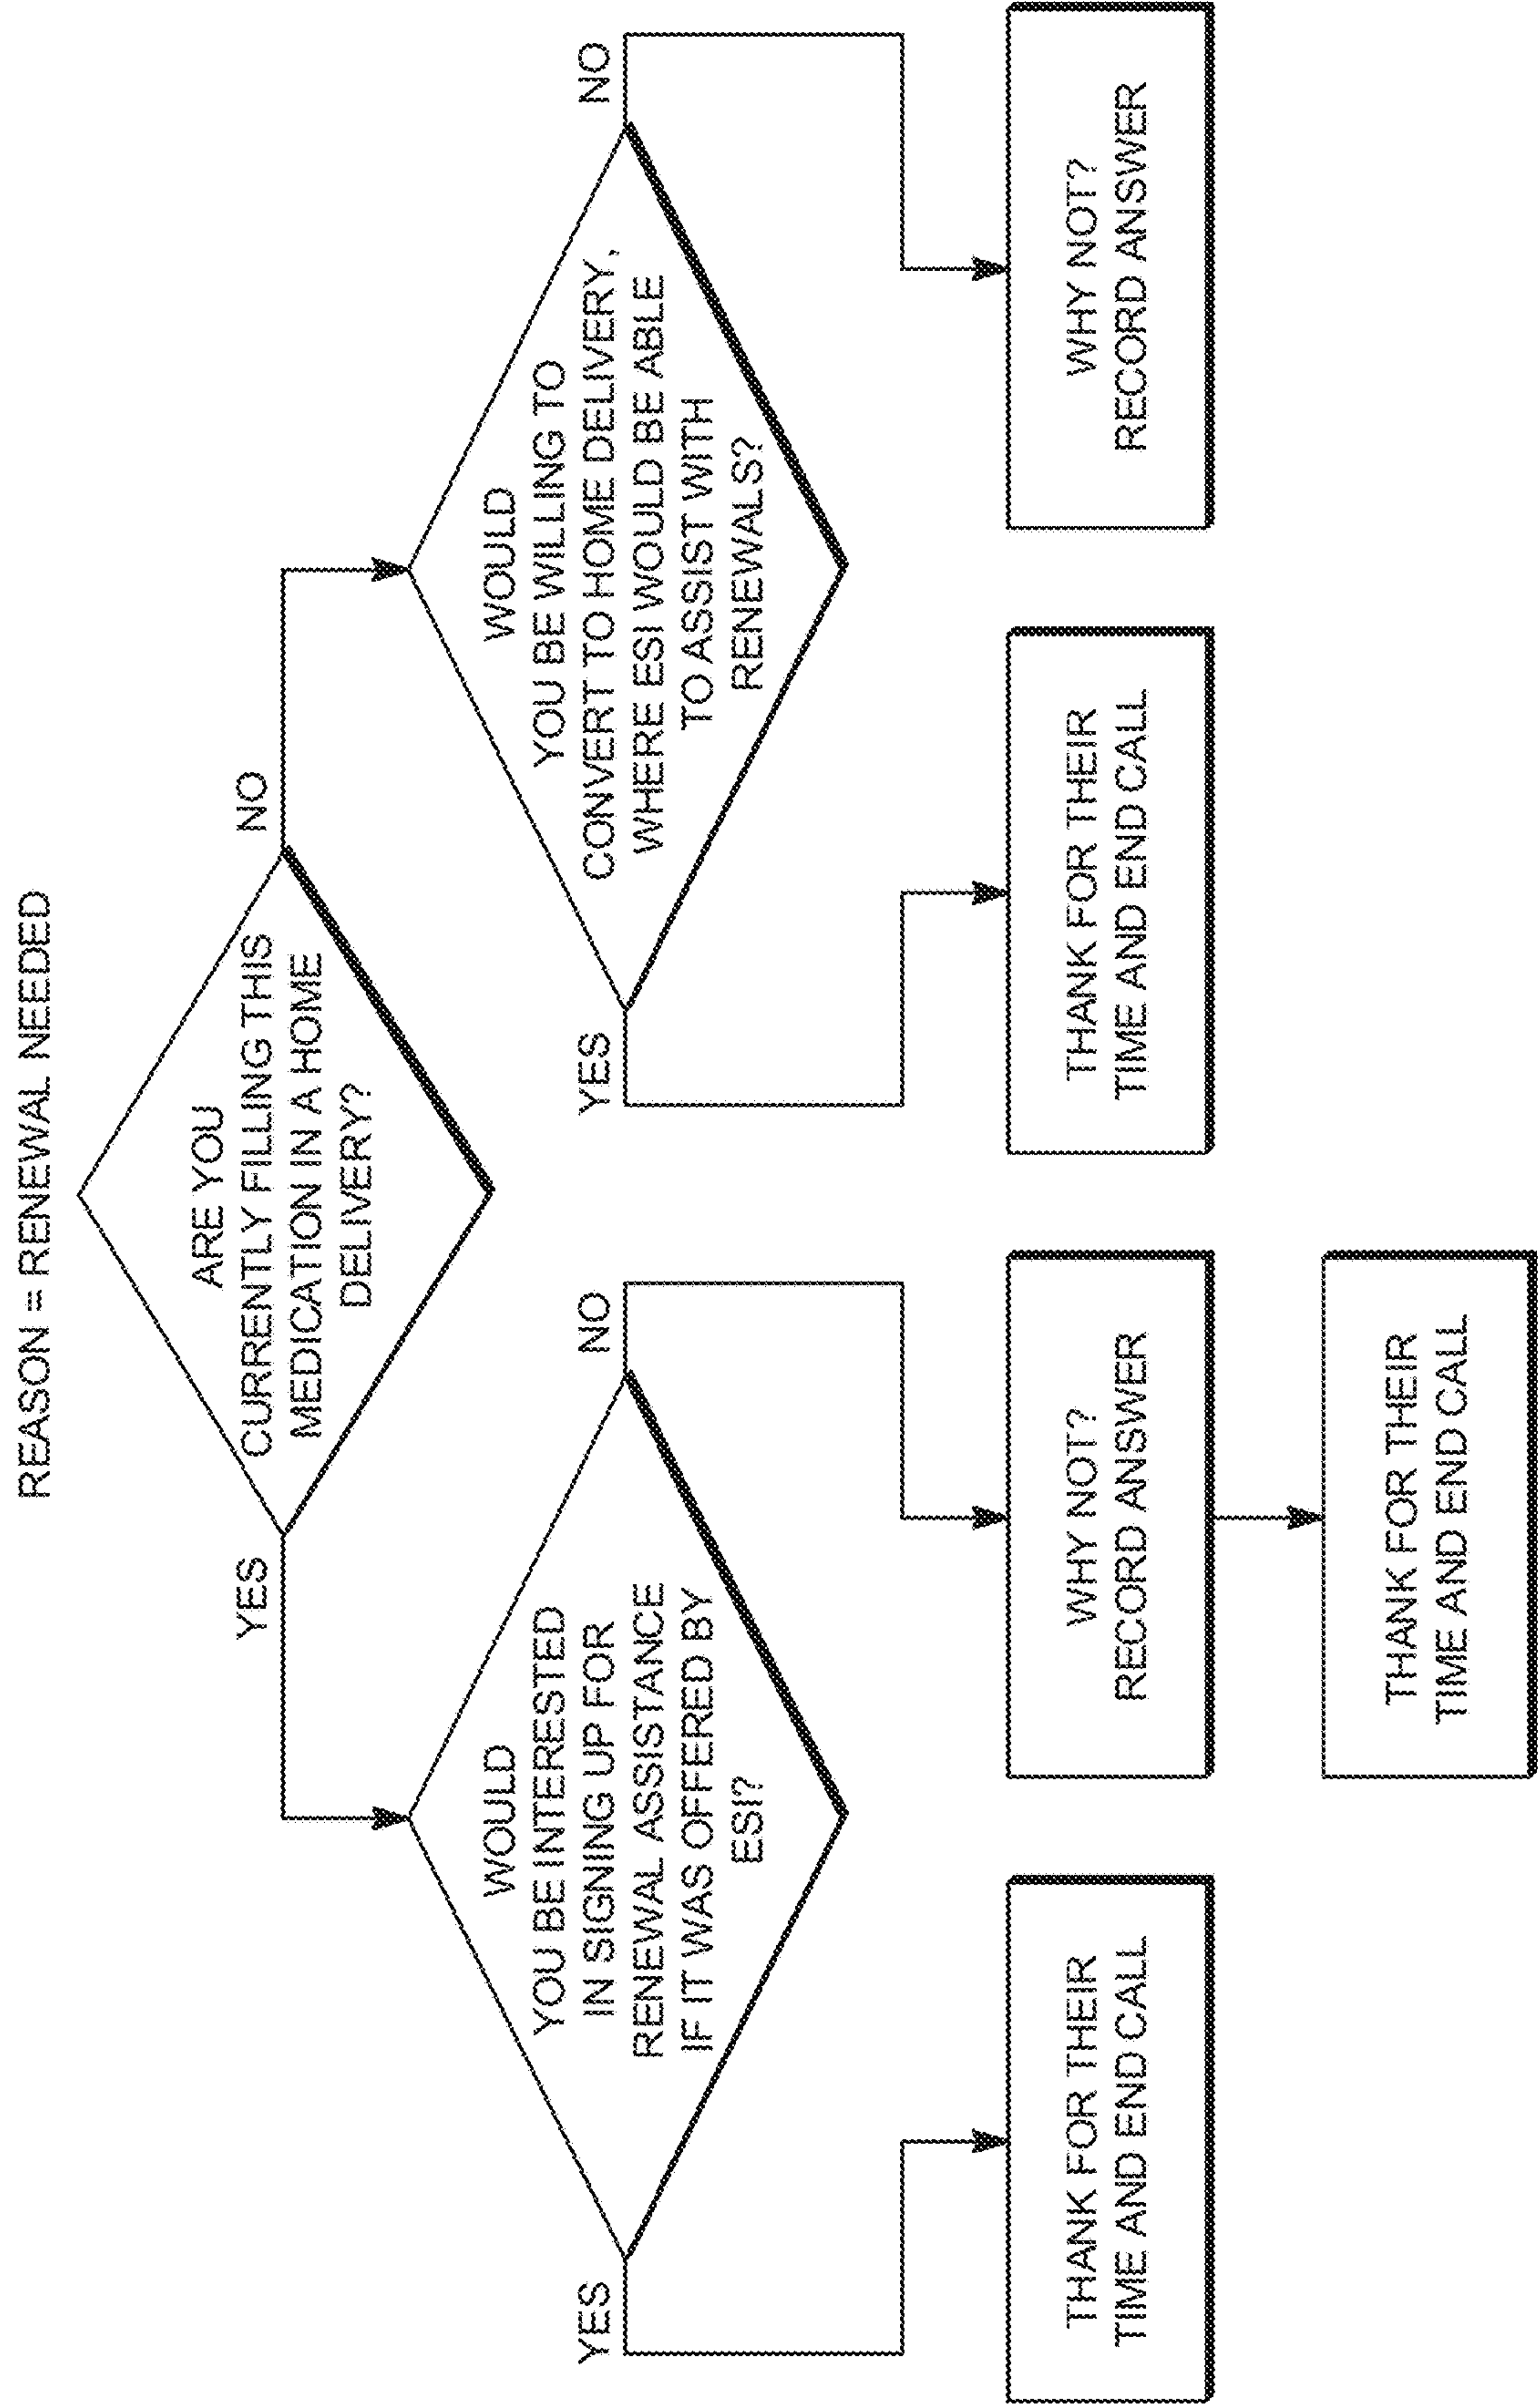 REASON = RENEWAL NEEDED
ARE YOU
CURRENTLY FILLING THIS
MEDICATION IN A HOME
DELIVERY?
YES
NO
WOULD
YOU BE INTERESTED
IN SIGNING UP FOR
RENEWAL ASSISTANCE
IF IT WAS OFFERED BY
ESI?
YES
NO
WOULD
YOU BE WILLING TO
CONVERT TO HOME DELIVERY,
WHERE ESI WOULD BE ABLE
TO ASSIST WITH
RENEWALS?
YES
NO
THANK FOR THEIR
TIME AND END CALL
WHY NOT?
RECORD ANSWER
THANK FOR THEIR
TIME AND END CALL
WHY NOT?
RECORD ANSWER
THANK FOR THEIR
TIME AND END CALL